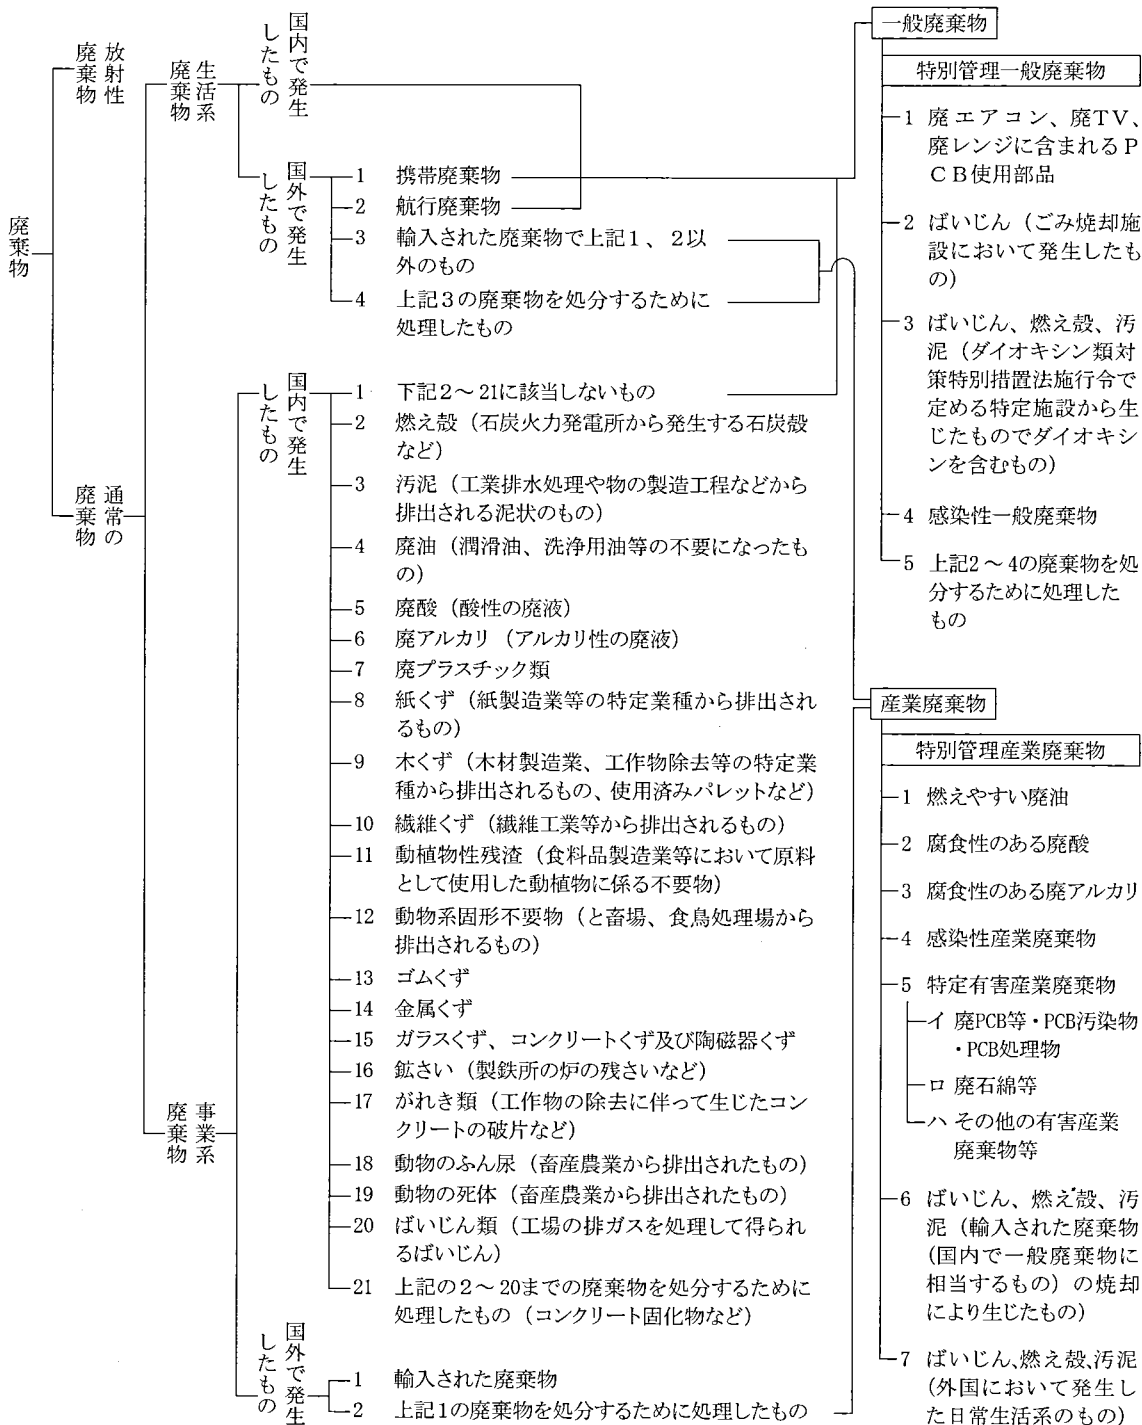 廃棄物
放射性
廃棄物
通常の
廃棄物
生活系
廃棄物
国内で発生
したもの
国外で発生
したもの
1 携帯廃棄物
2 航行廃棄物
3 輸入された廃棄物で上記1、2以
外のもの
4 上記3の廃棄物を処分するために
処理したもの
事業系
廃棄物
国内で発生
したもの
1 下記2〜21に該当しないもの
2 燃え殻（石炭火力発電所から発生する石炭殻
など）
3 汚泥（工業排水処理や物の製造工程などから
排出される泥状のもの）
4 廃油（潤滑油、洗浄用油等の不要になったも
の）
5 廃酸（酸性の廃液）
6 廃アルカリ（アルカリ性の廃液）
7 廃プラスチック類
8 紙くず（紙製造業等の特定業種から排出され
るもの）
9 木くず（木材製造業、工作物除去等の特定業
種から排出されるもの、使用済みパレットなど）
10 繊維くず（繊維工業等から排出されるもの）
11 動植物性残渣（食料品製造業等において原料
として使用した動植物に係る不要物）
12 動物系固形不要物（と畜場、食鳥処理場から
排出されるもの）
13 ゴムくず
14 金属くず
15 ガラスくず、コンクリートくず及び陶磁器くず
16 鉱さい（製鉄所の炉の残さいなど）
17 がれき類（工作物の除去に伴って生じたコン
クリートの破片など）
18 動物のふん尿（畜産農業から排出されたもの）
19 動物の死体（畜産農業から排出されたもの）
20 ばいじん類（工場の排ガスを処理して得られ
るばいじん）
21 上記の2〜20までの廃棄物を処分するために
処理したもの（コンクリート固化物など）
国外で発生
したもの
1 輸入された廃棄物
2 上記1の廃棄物を処分するために処理したもの
一般廃棄物
特別管理一般廃棄物
1 廃エアコン、廃TV、
廃レンジに含まれるP
CB使用部品
2 ばいじん（ごみ焼却施
設において発生したも
の）
3 ばいじん、燃え殻、汚
泥（ダイオキシン類対
策特別措置法施行令で
定める特定施設から生
じたものでダイオキシ
ンを含むもの）
4 感染性一般廃棄物
5 上記2〜4の廃棄物を処
分するために処理した
もの
産業廃棄物
特別管理産業廃棄物
1 燃えやすい廃油
2 腐食性のある廃酸
3 腐食性のある廃アルカリ
4 感染性産業廃棄物
5 特定有害産業廃棄物
イ 廃PCB等・PCB汚染物
・PCB処理物
ロ 廃石綿等
ハ その他の有害産業
廃棄物等
6 ばいじん、燃え殻、汚
泥（輸入された廃棄物
(国内で一般廃棄物に
相当するもの）の焼却
により生じたもの）
7 ばいじん、燃え殻、汚泥
(外国において発生し
た日常生活系のもの）